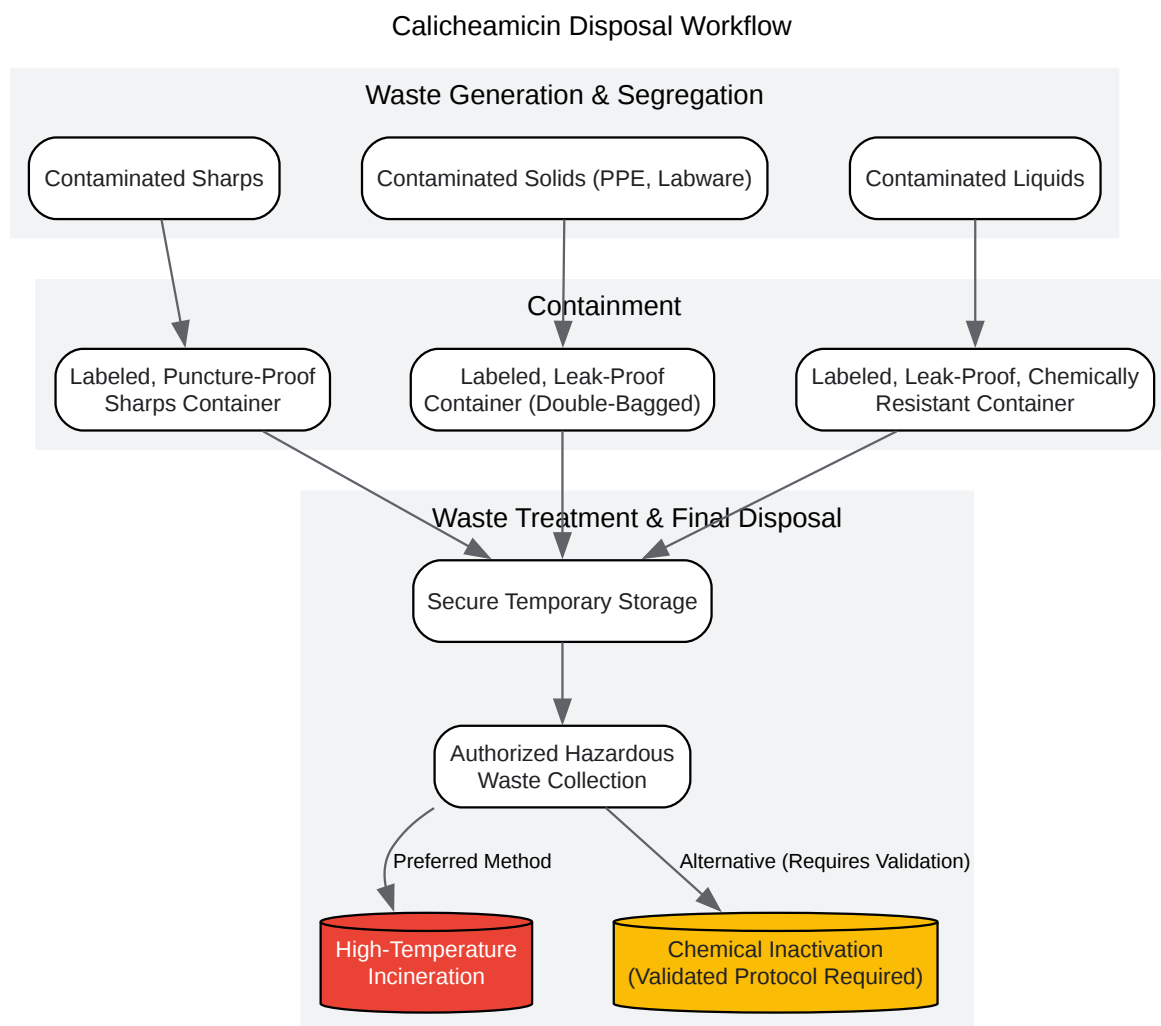 Calicheamicin Disposal Workflow
Waste Generation & Segregation
Contaminated Sharps
Contaminated Solids (PPE, Labware)
Contaminated Liquids
Containment
Labeled, Puncture-Proof
Sharps Container
Labeled, Leak-Proof
Container (Double-Bagged)
Labeled, Leak-Proof, Chemically
Resistant Container
Waste Treatment & Final Disposal
Secure Temporary Storage
Authorized Hazardous
Waste Collection
Preferred Method
Alternative (Requires Validation)
High-Temperature
Incineration
Chemical Inactivation
(Validated Protocol Required)